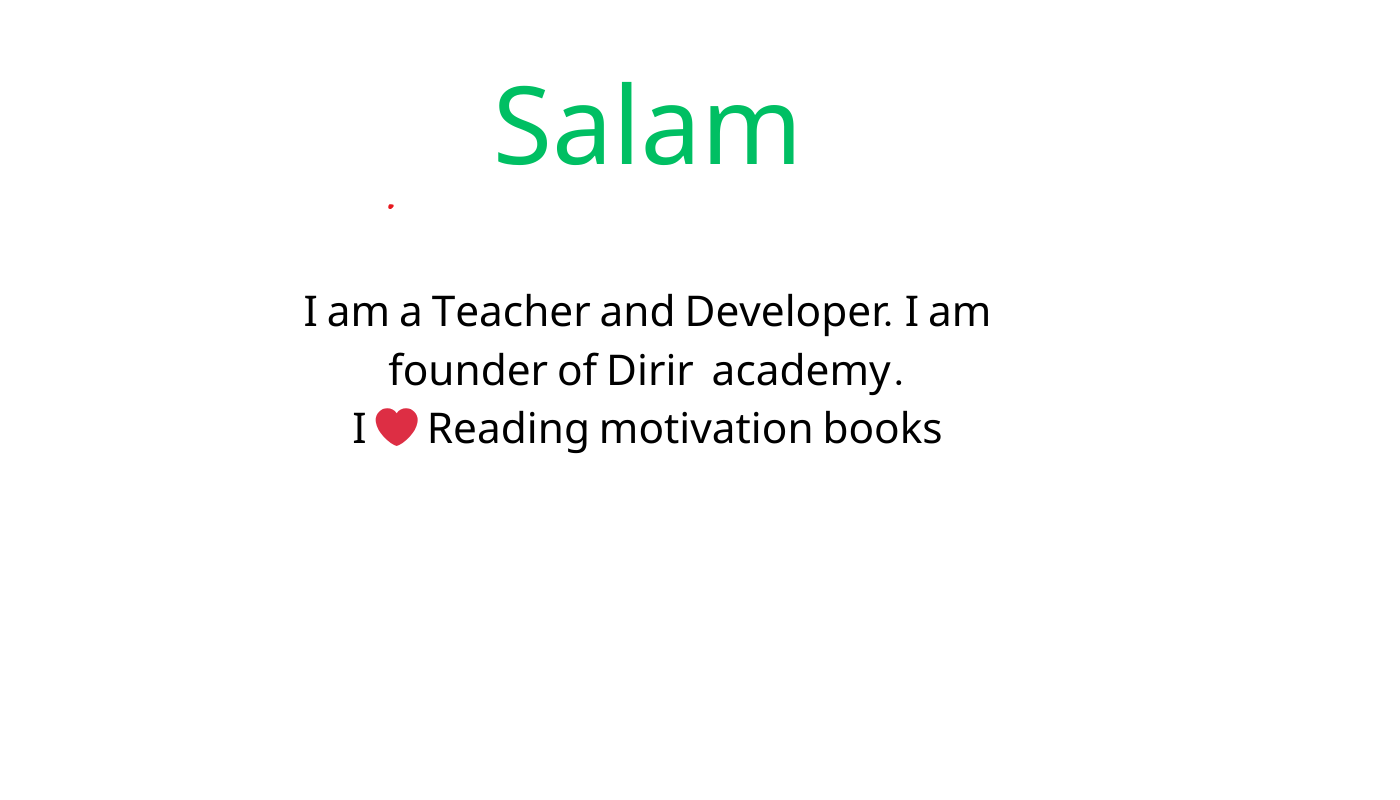 Salam
I am a Teacher and Developer. I am
founder of Dirir  academy.
I ❤️ Reading motivation books